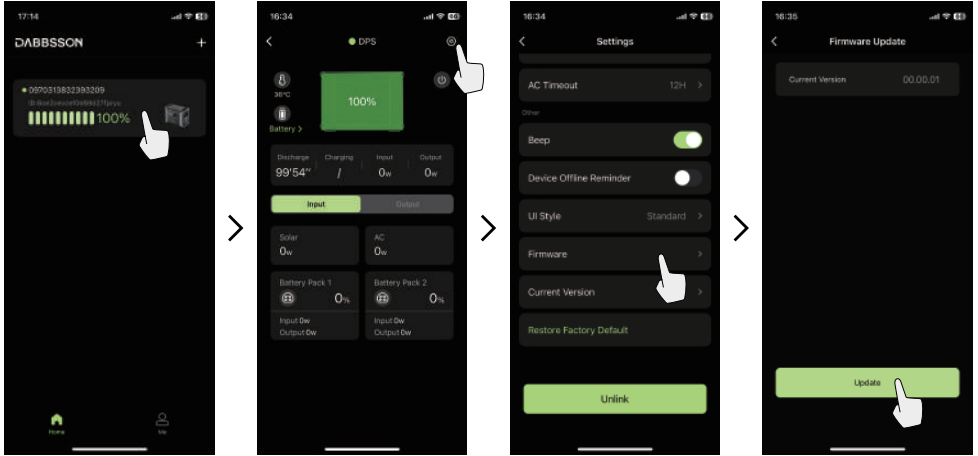 17:14
DABBSSON
+
0970313832393209
100%
Home
Me
16:34
DPS
38°C
100%
Battery >
Discharge
Charging
Input
Output
99'54"
/
0w
0w
Input
Output
Solar
0w
AC
0w
Battery Pack 1
0%
Input 0w
Output 0w
Battery Pack 2
0%
Input 0w
Output 0w
16:34
Settings
AC Timeout
12H >
Other
Beep
Device Offline Reminder
UI Style
Standard >
Firmware >
Current Version >
Restore Factory Default
Unlink
16:35
Firmware Update
Current Version
00.00.01
Update